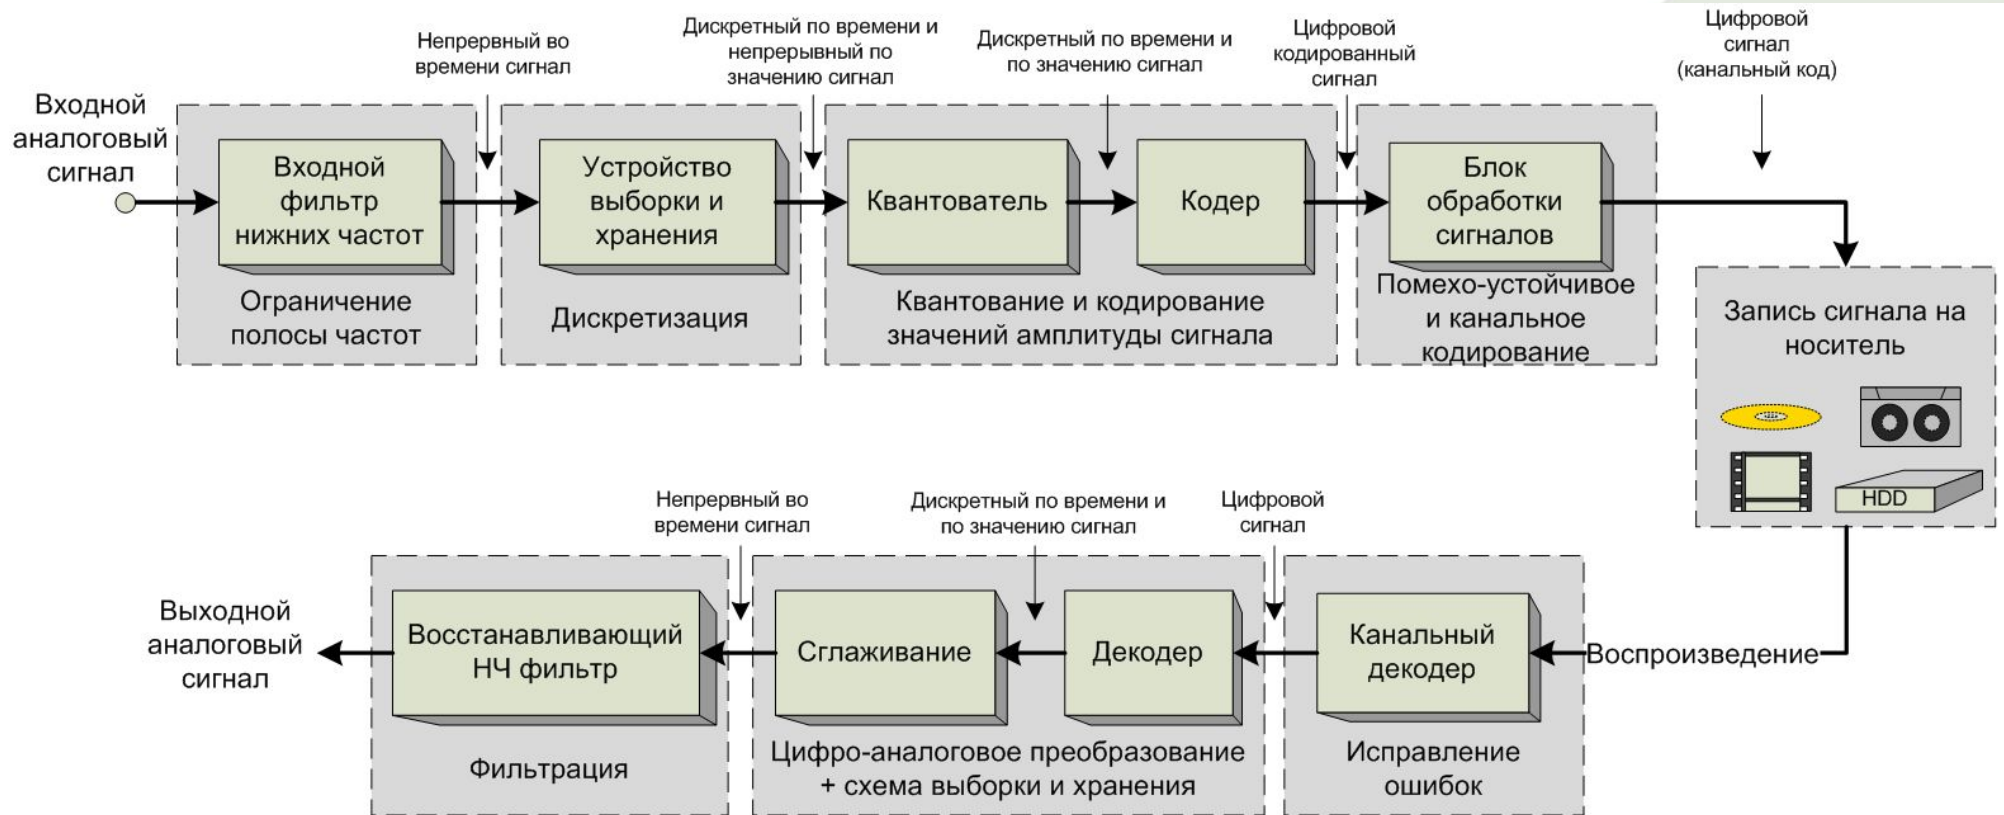 Непрервный во
времени сигнал
Дискретный по времени и
непрерывный по
значению сигнал
Дискретный по времени и
по значению сигнал
Цифровой
кодированный
сигнал
Цифровой
сигнал
(канальный код)
Входной
аналоговый
сигнал
Входной
фильтр
нижних частот
Ограничение
полосы частот
Устройство
выборки и
хранения
Дискретизация
Квантователь
Кодер
Квантование и кодирование
значений амплитуды сигнала
Блок
обработки
сигналов
Помехо-устойчивое
и канальное
кодирование
Запись сигнала на
носитель
HDD
Воспроизведение
Канальный
декодер
Исправление
ошибок
Цифровой
сигнал
Декодер
Дискретный по времени и
по значению сигнал
Сглаживание
Цифро-аналоговое преобразование
+ схема выборки и хранения
Непрервный во
времени сигнал
Восстанавливающий
НЧ фильтр
Фильтрация
Выходной
аналоговый
сигнал